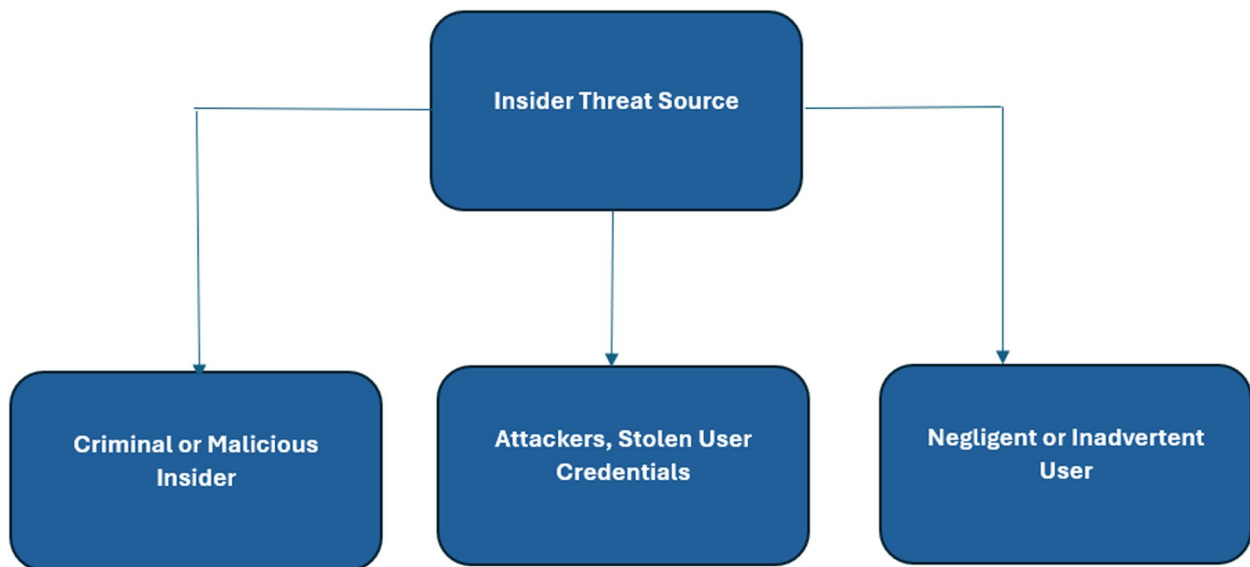 Insider Threat Source
Criminal or Malicious
Insider
Attackers, Stolen User
Credentials
Negligent or Inadvertent
User